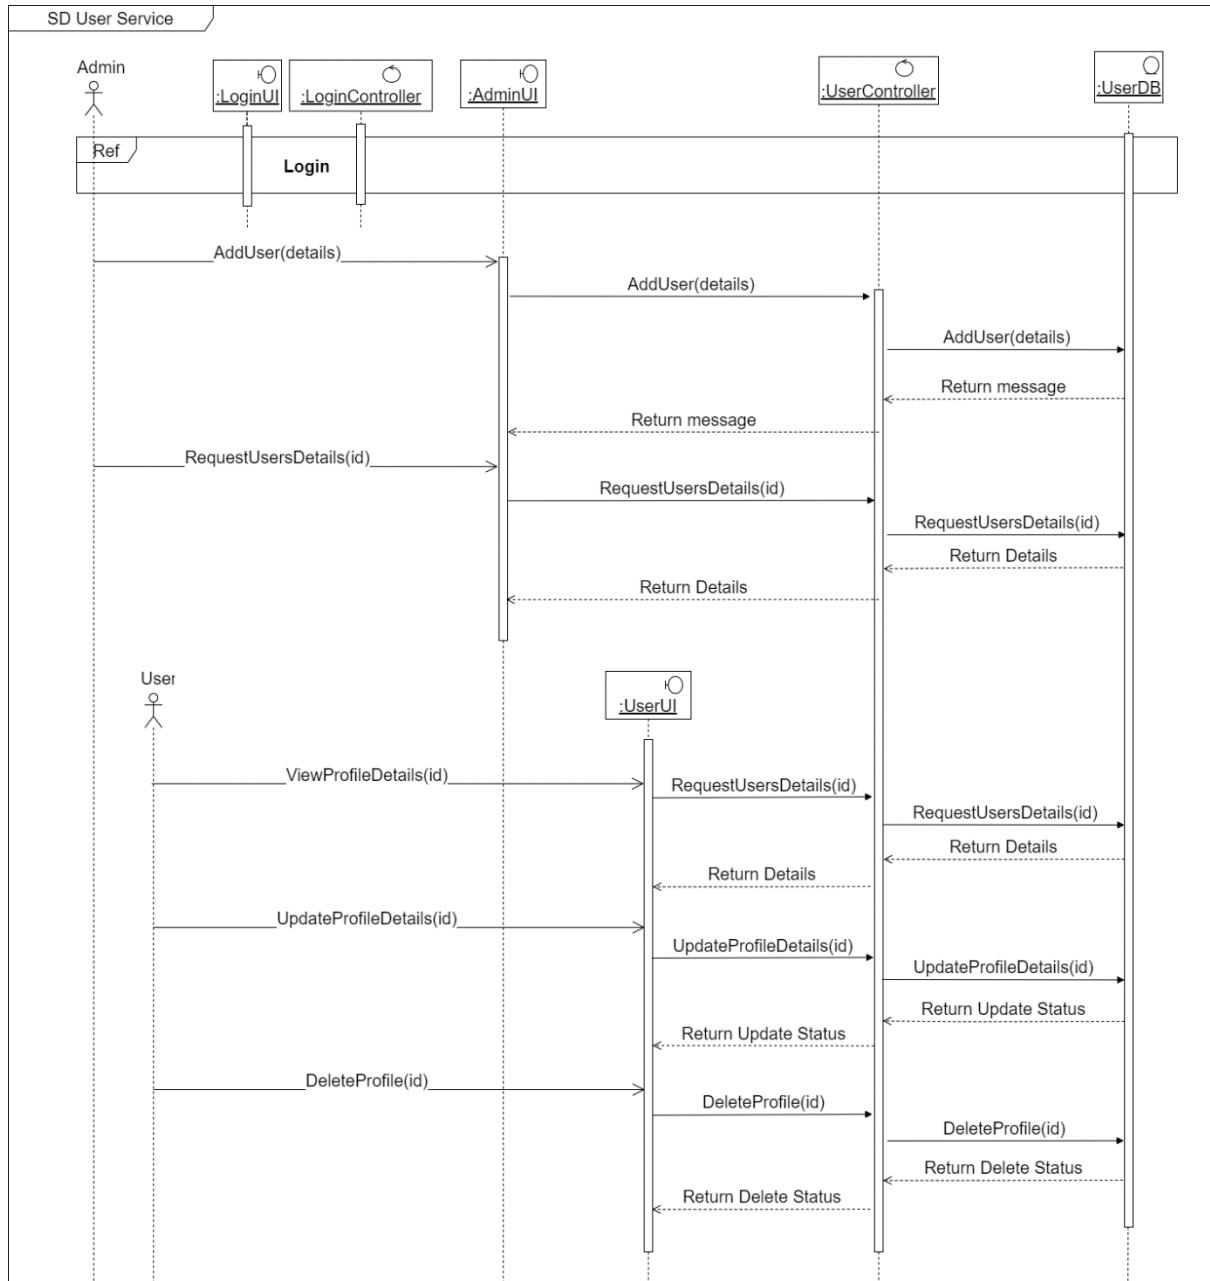 SD User Service
Admin
:LoginUI
:LoginController
:AdminUI
:UserController
:UserDB
Ref
Login
AddUser(details)
AddUser(details)
AddUser(details)
Return message
Return message
RequestUsersDetails(id)
RequestUsersDetails(id)
RequestUsersDetails(id)
Return Details
Return Details
User
:UserUI
ViewProfileDetails(id)
RequestUsersDetails(id)
RequestUsersDetails(id)
Return Details
Return Details
UpdateProfileDetails(id)
UpdateProfileDetails(id)
UpdateProfileDetails(id)
Return Update Status
Return Update Status
DeleteProfile(id)
DeleteProfile(id)
DeleteProfile(id)
Return Delete Status
Return Delete Status